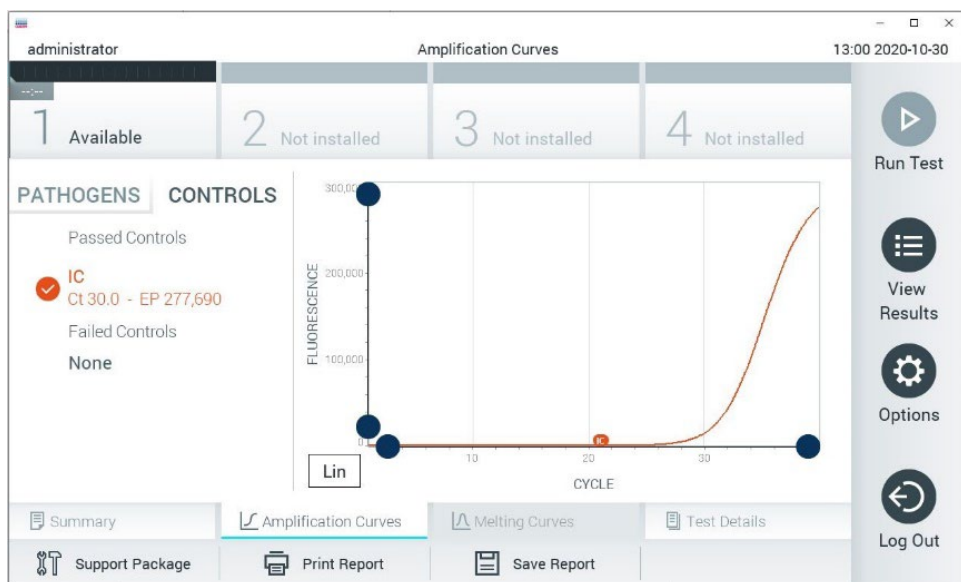 administrator
Amplification Curves
13:00 2020-10-30
--:--
1 Available
2 Not installed
3 Not installed
4 Not installed
Run Test
PATHOGENS
CONTROLS
Passed Controls
IC
Ct 30.0 - EP 277,690
Failed Controls
None
FLUORESCENCE
200,000
100,000
0
IC
10
20
30
CYCLE
Lin
View
Results
Options
Log Out
Summary
Amplification Curves
Melting Curves
Test Details
Support Package
Print Report
Save Report